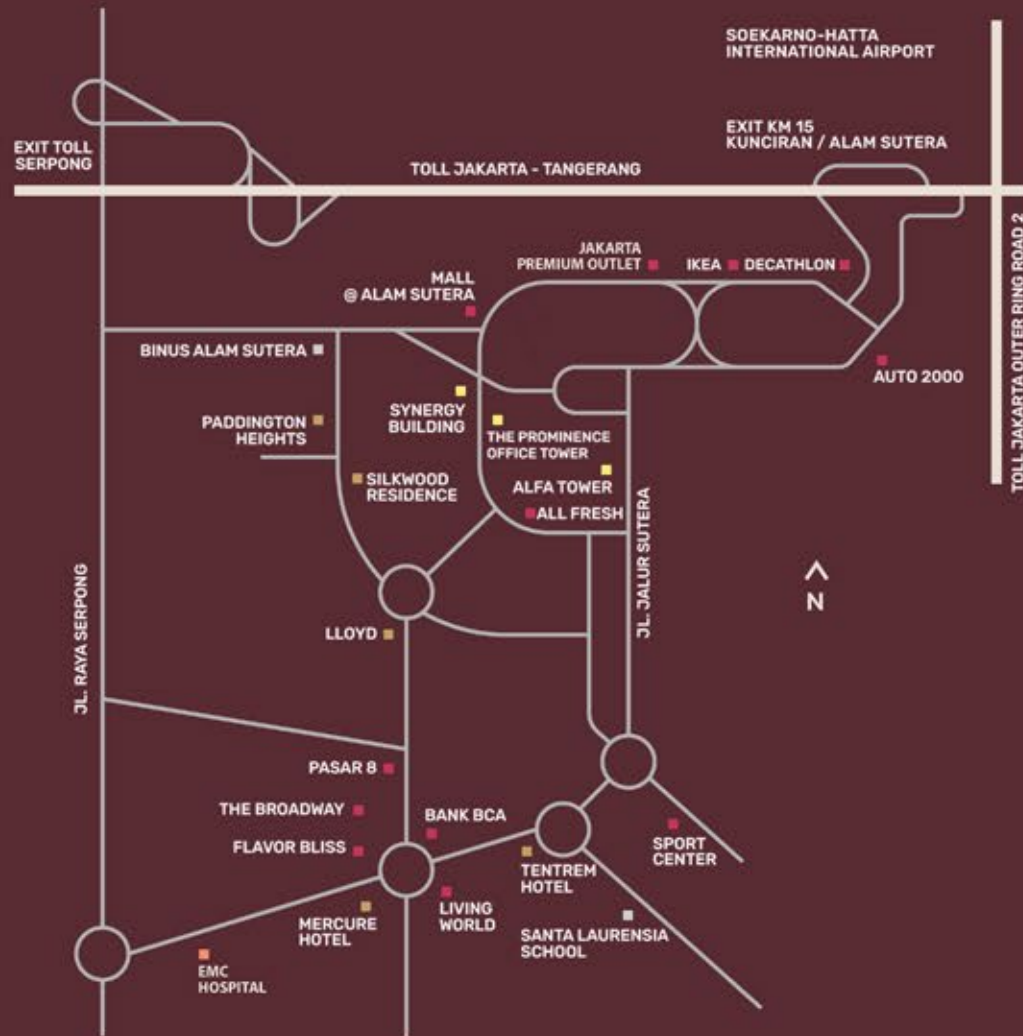 SOEKARNO-HATTA
INTERNATIONAL AIRPORT
EXIT KM 15
KUNCIRAN / ALAM SUTERA
EXIT TOLL
SERPONG
TOLL JAKARTA - TANGERANG
TOLL JAKARTA OUTER RING ROAD 2
JAKARTA
PREMIUM OUTLET
IKEA
DECATHLON
MALL
@ ALAM SUTERA
BINUS ALAM SUTERA
AUTO 2000
SYNERGY
BUILDING
PADDINGTON
HEIGHTS
THE PROMINENCE
OFFICE TOWER
SILKWOOD
RESIDENCE
ALFA TOWER
ALL FRESH
JL. JALUR SUTERA
JL. RAYA SERPONG
N
LLOYD
PASAR 8
THE BROADWAY
BANK BCA
FLAVOR BLISS
SPORT
CENTER
TENTREM
HOTEL
LIVING
WORLD
MERCURE
HOTEL
SANTA LAURENSIA
SCHOOL
EMC
HOSPITAL